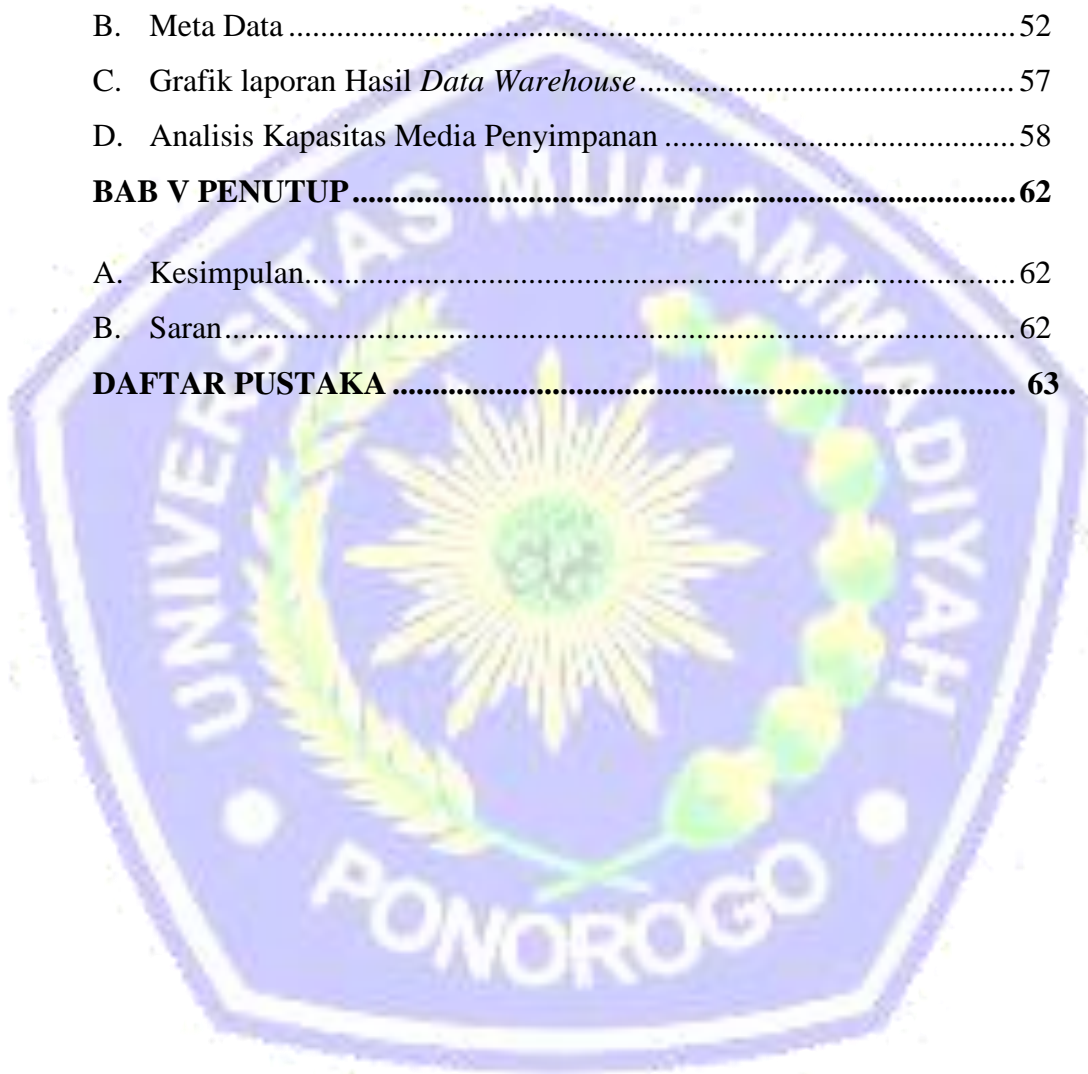 B. Meta Data ........ 52
C. Grafik laporan Hasil Data Warehouse ........ 57
D. Analisis Kapasitas Media Penyimpanan ........ 58
BAB V PENUTUP ........ 62
A. Kesimpulan ........ 62
B. Saran ........ 62
DAFTAR PUSTAKA ........ 63
UNIVERSITAS MUHAMMADIYAH
PONOROGO